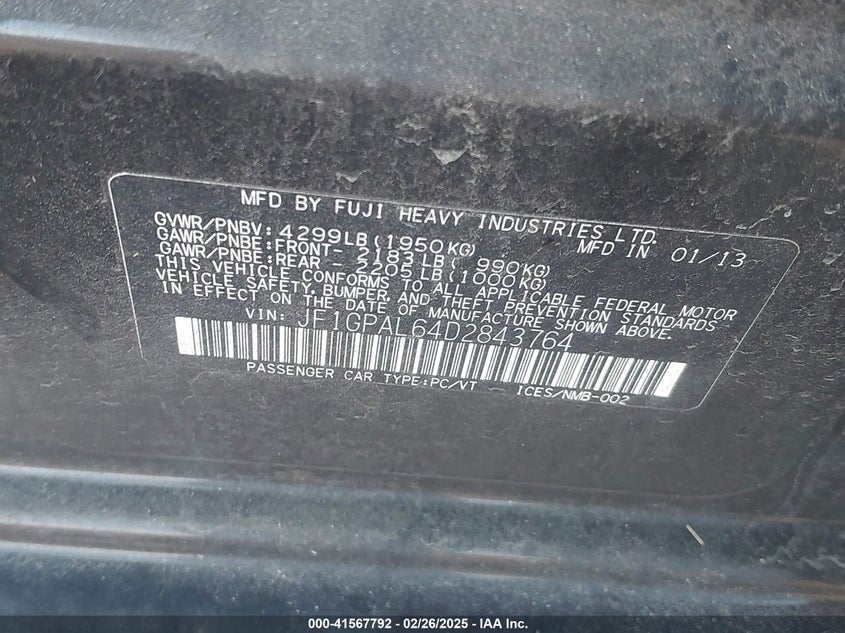 MFD BY FUJI HEAVY INDUSTRIES LTD.
GVWR/PNBV: 4299LB(1950KG) MFD IN 01/13
GAWR/PNBE:FRONT- 2183LB( 990KG)
GAWR/PNBE:REAR - 2205LB(1000KG)
THIS VEHICLE CONFORMS TO ALL APPLICABLE FEDERAL MOTOR
VEHICLE SAFETY, BUMPER, AND THEFT PREVENTION STANDARDS
IN EFFECT ON THE DATE OF MANUFACTURE SHOWN ABOVE.
VIN: JF1GPAL64D2843764
PASSENGER CAR TYPE:PC/VT ICES/NMB-002
000-41567792 - 02/26/2025 - IAA Inc.